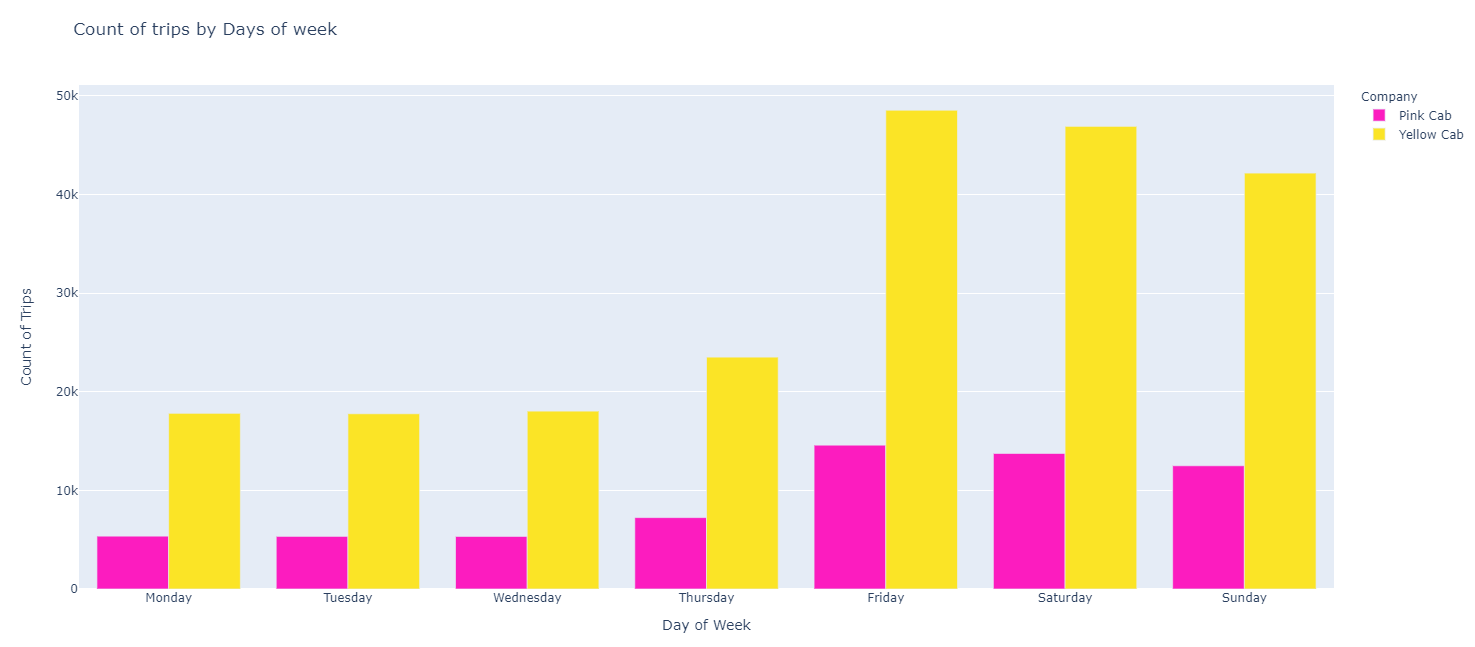 Count of trips by Days of week
Company
Pink Cab
Yellow Cab
Count of Trips
50k
40k
30k
20k
10k
0
Monday Tuesday Wednesday Thursday Friday Saturday Sunday
Day of Week